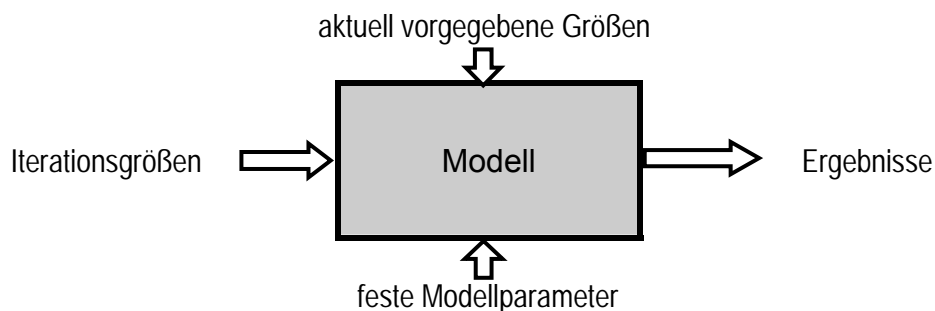 aktuell vorgegebene Größen
Iterationsgrößen
Modell
Ergebnisse
feste Modellparameter